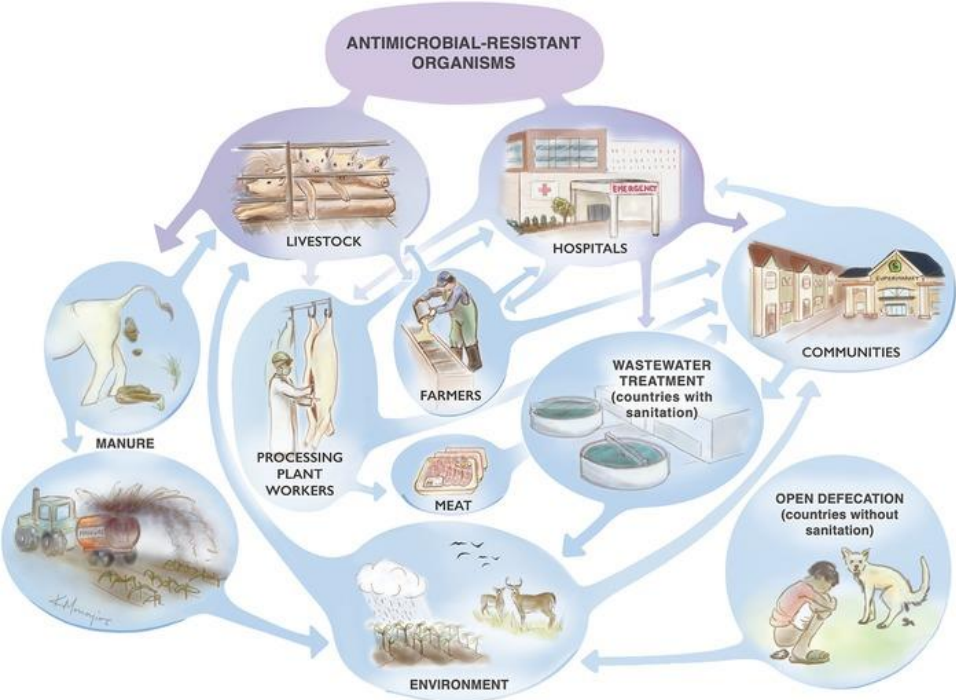 ANTIMICROBIAL-RESISTANT
ORGANISMS
LIVESTOCK
EMERGENCY
HOSPITALS
SUPERMARKET
COMMUNITIES
MANURE
PROCESSING
PLANT
WORKERS
FARMERS
MEAT
WASTEWATER
TREATMENT
(countries with
sanitation)
OPEN DEFECATION
(countries without
sanitation)
ENVIRONMENT